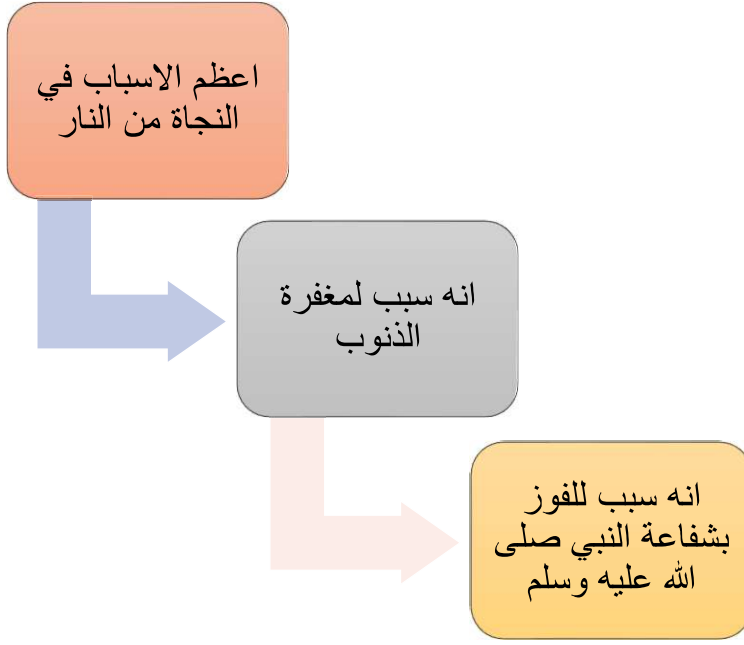 اعظم الاسباب في
النجاة من النار
انه سبب لمغفرة
الذنوب
انه سبب للفوز
بشفاعة النبي صلى
الله عليه وسلم